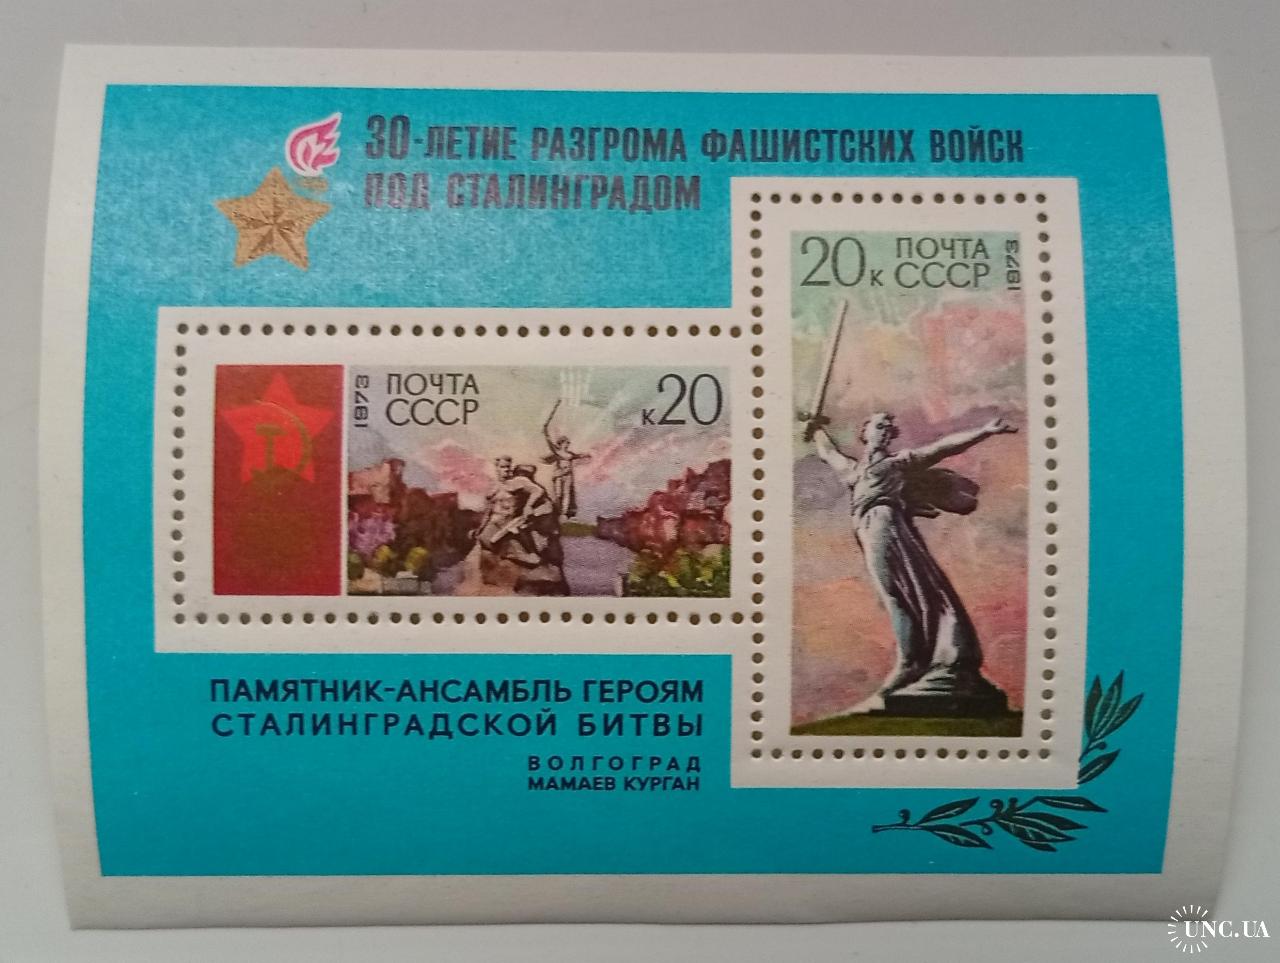 30-ЛЕТИЕ РАЗГРОМА ФАШИСТСКИХ ВОЙСК
ПОД СТАЛИНГРАДОМ
1973
ПОЧТА
СССР
К20
20К
ПОЧТА
СССР
1973
ПАМЯТНИК-АНСАМБЛЬ ГЕРОЯМ
СТАЛИНГРАДСКОЙ БИТВЫ
ВОЛГОГРАД
МАМАЕВ КУРГАН
UNC.UA